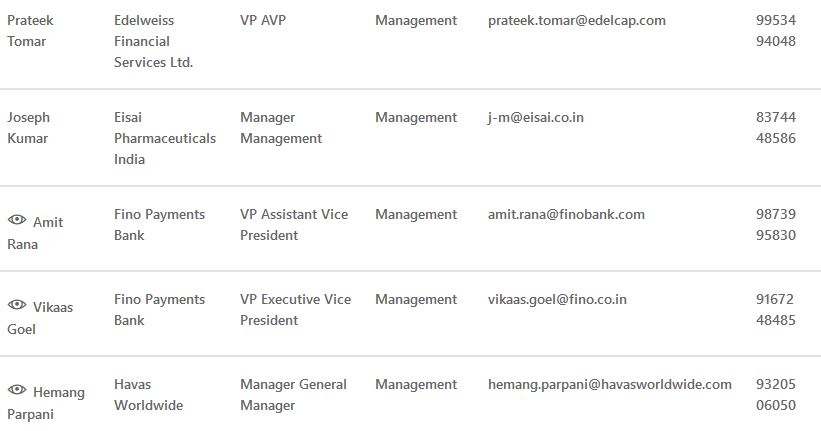 Prateek Edelweiss VP AVP Management prateek.tomar@edelcap.com 99534
Tomar Financial 94048
Services Ltd.
Joseph Eisai Manager Management j-m@eisai.co.in 83744
Kumar Pharmaceuticals Management 48586
India
Amit Fino Payments VP Assistant Vice Management amit.rana@finobank.com 98739
Rana Bank President 95830
Vikaas Fino Payments VP Executive Vice Management vikaas.goel@fino.co.in 91672
Goel Bank President 48485
Hemang Havas Manager General Management hemang.parpani@havasworldwide.com 93205
Parpani Worldwide Manager 06050